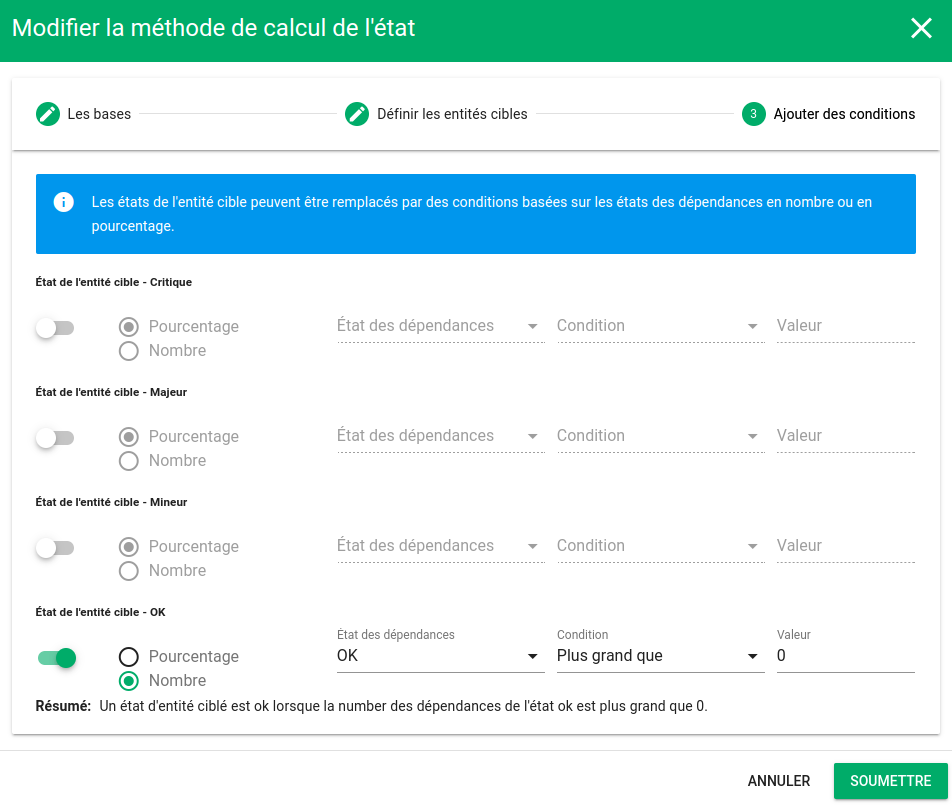 Modifier la méthode de calcul de l'état
Les bases
Définir les entités cibles
3
Ajouter des conditions
Les états de l'entité cible peuvent être remplacés par des conditions basées sur les états des dépendances en nombre ou en
pourcentage.
État de l'entité cible - Critique
Pourcentage
Nombre
État des dépendances
Condition
Valeur
État de l'entité cible - Majeur
Pourcentage
Nombre
État des dépendances
Condition
Valeur
État de l'entité cible - Mineur
Pourcentage
Nombre
État des dépendances
Condition
Valeur
État de l'entité cible - OK
Pourcentage
Nombre
État des dépendances
OK
Condition
Plus grand que
Valeur
0
Résumé: Un état d'entité ciblé est ok lorsque la number des dépendances de l'état ok est plus grand que 0.
ANNULER
SOUMETTRE